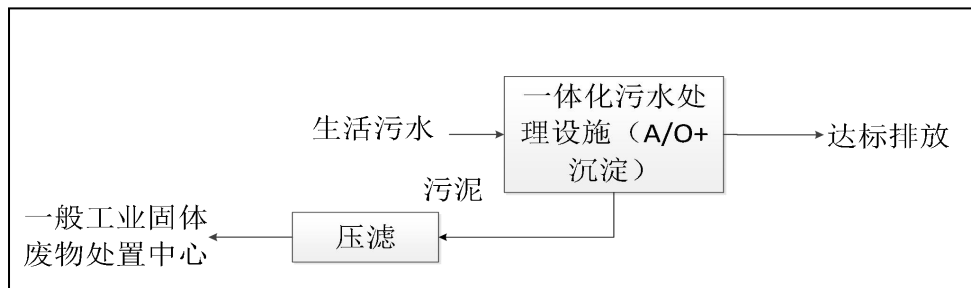 生活污水
一体化污水处
理设施（A/O+
沉淀）
达标排放
污泥
压滤
一般工业固体
废物处置中心